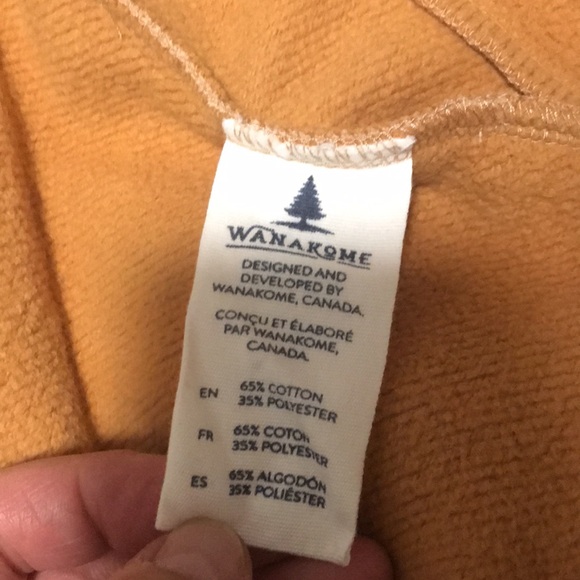 WANAKOME
DESIGNED AND
DEVELOPED BY
WANAKOME, CANADA.
CONÇU ET ÉLABORÉ
PAR WANAKOME,
CANADA.
EN 65% COTTON
35% POLYESTER
FR 65% COTON
35% POLYESTER
ES 65% ALGODÓN
35% POLIÉSTER